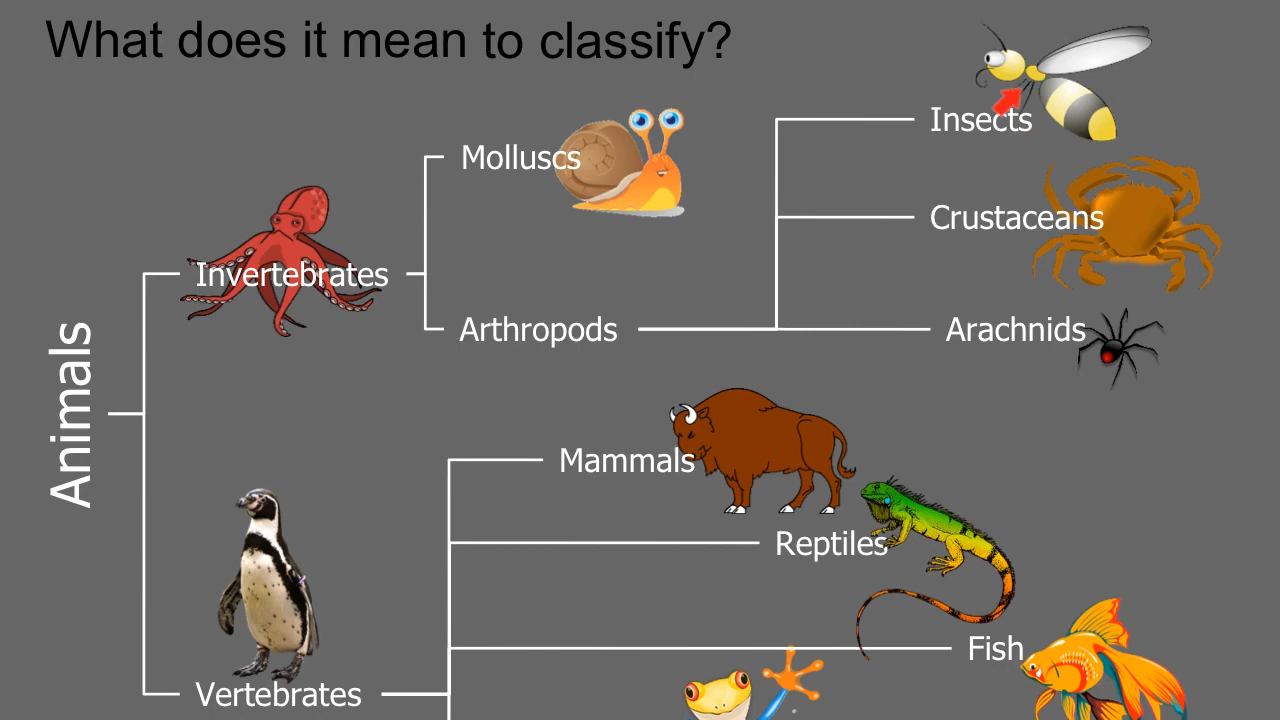 What does it mean to classify?
Animals
Invertebrates
Molluscs
Arthropods
Insects
Crustaceans
Arachnids
Vertebrates
Mammals
Reptiles
Fish